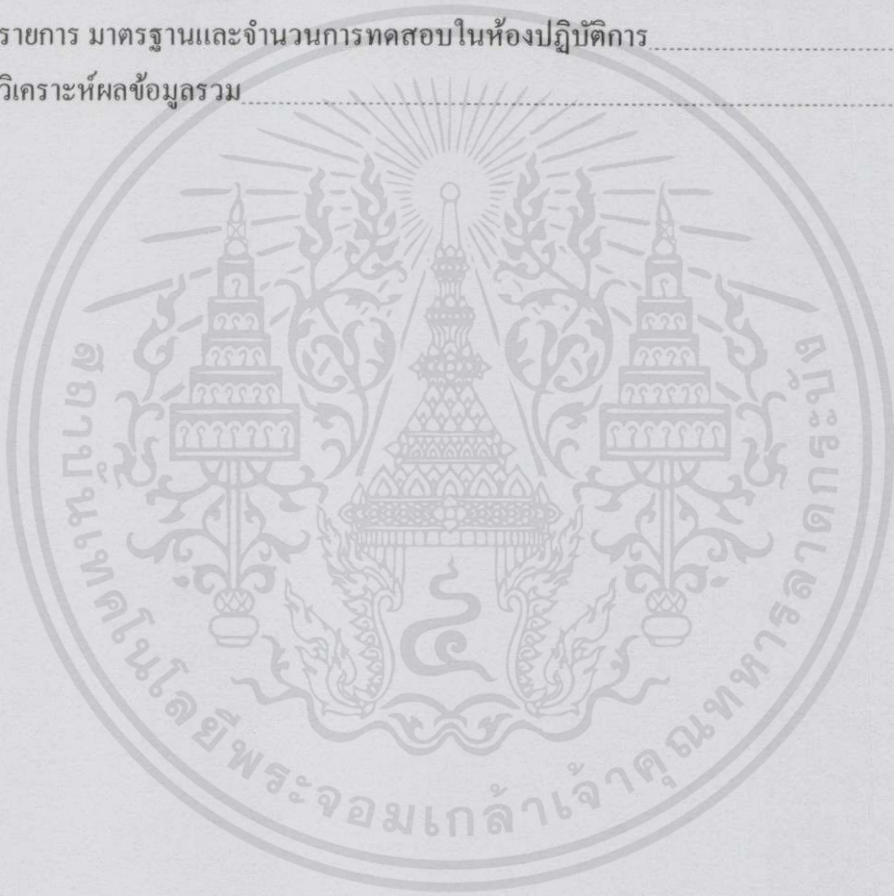 รายการ มาตรฐานและจำนวนการทดสอบในห้องปฏิบัติการ
วิเคราะห์ผลข้อมูลรวม
สถาบันเทคโนโลยีพระจอมเกล้าเจ้าคุณทหารลาดกระบัง
๔